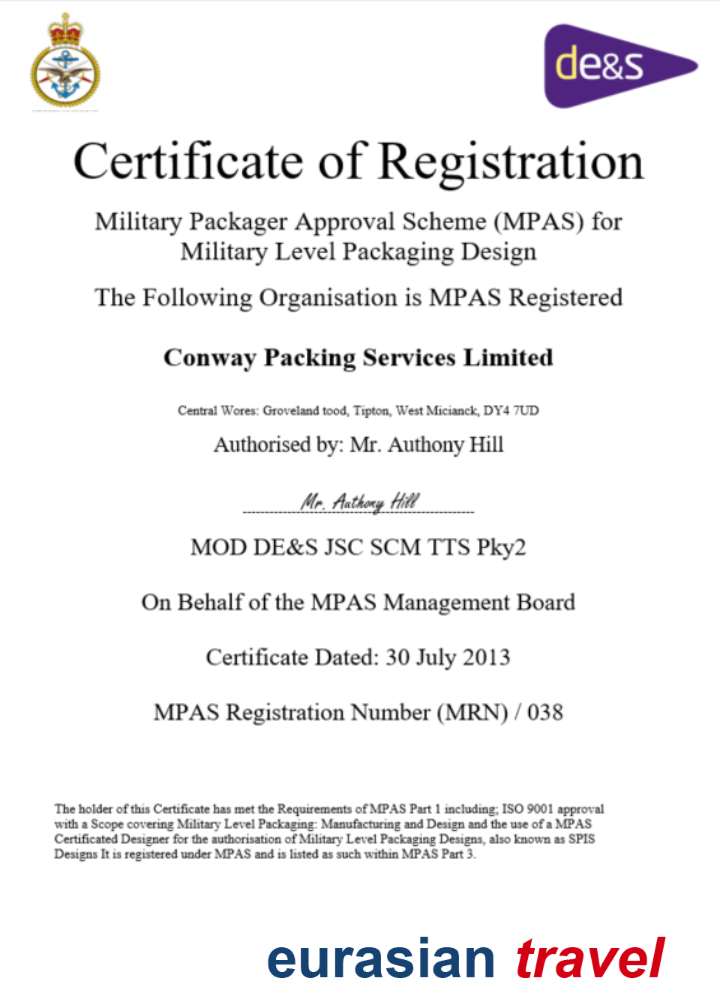 de&s
Certificate of Registration
Military Packager Approval Scheme (MPAS) for
Military Level Packaging Design
The Following Organisation is MPAS Registered
Conway Packing Services Limited
Central Wores: Groveland tood, Tipton, West Micianck, DY4 7UD
Authorised by: Mr. Authony Hill
Mr. Authony Hill
MOD DE&S JSC SCM TTS Pky2
On Behalf of the MPAS Management Board
Certificate Dated: 30 July 2013
MPAS Registration Number (MRN) / 038
The holder of this Certificate has met the Requirements of MPAS Part 1 including; ISO 9001 approval
with a Scope covering Military Level Packaging: Manufacturing and Design and the use of a MPAS
Certificated Designer for the authorisation of Military Level Packaging Designs, also known as SPIS
Designs It is registered under MPAS and is listed as such within MPAS Part 3.
eurasian travel